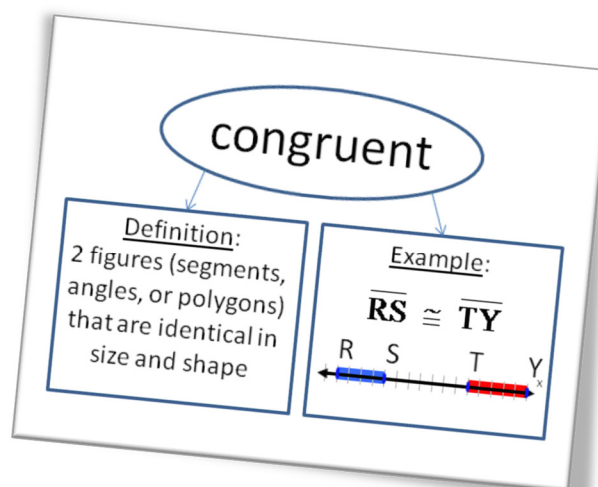 congruent
Definition:
2 figures (segments,
angles, or polygons)
that are identical in
size and shape
Example:
RS ≅ TY
R S T Y
x